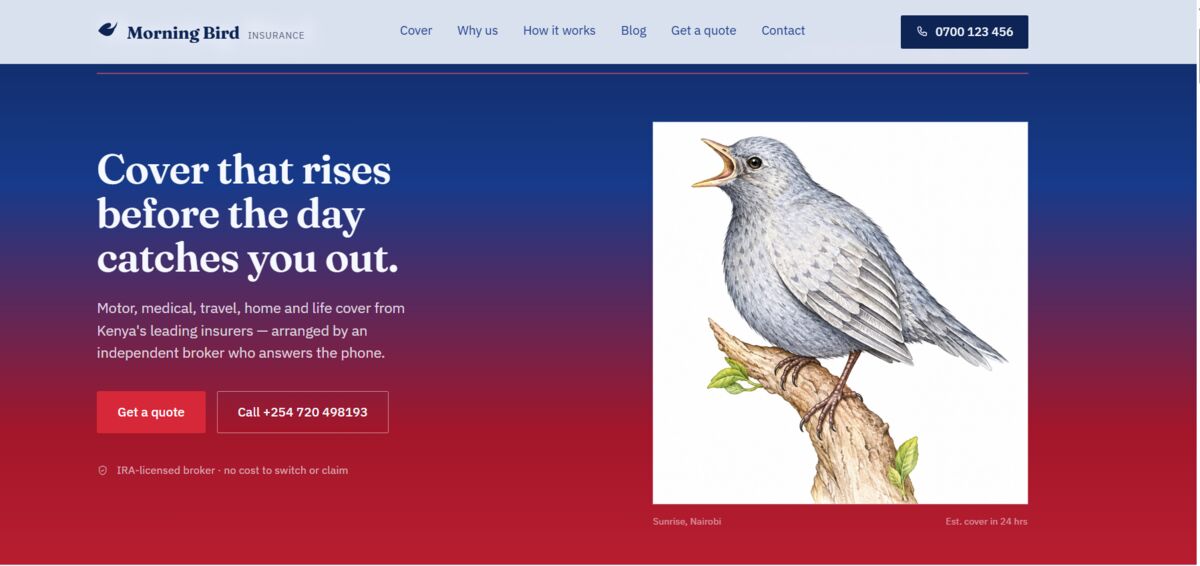 Morning Bird INSURANCE
Cover Why us How it works Blog Get a quote Contact
0700 123 456
Cover that rises
before the day
catches you out.
Motor, medical, travel, home and life cover from
Kenya's leading insurers — arranged by an
independent broker who answers the phone.
Get a quote
Call +254 720 498193
IRA-licensed broker · no cost to switch or claim
Sunrise, Nairobi
Est. cover in 24 hrs